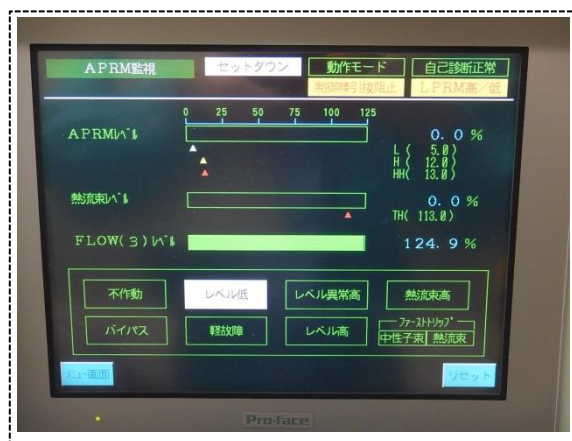 APRM監視 セットダウン 動作モード 自己診断正常
制御棒引抜阻止 LPRM高/低
0 25 50 75 100 125
APRMﾚﾍﾞﾙ 0.0 %
L ( 5.0)
H ( 12.0)
HH( 13.0)
熱流束ﾚﾍﾞﾙ 0.0 %
TH( 113.0)
FLOW(3)ﾚﾍﾞﾙ 124.9 %
不作動 レベル低 レベル異常高 熱流束高
バイパス 軽故障 レベル高 ﾌｧｰｽﾄﾄﾘｯﾌﾟ
中性子束 熱流束
ﾒﾆｭｰ画面 リセット
Pro-face